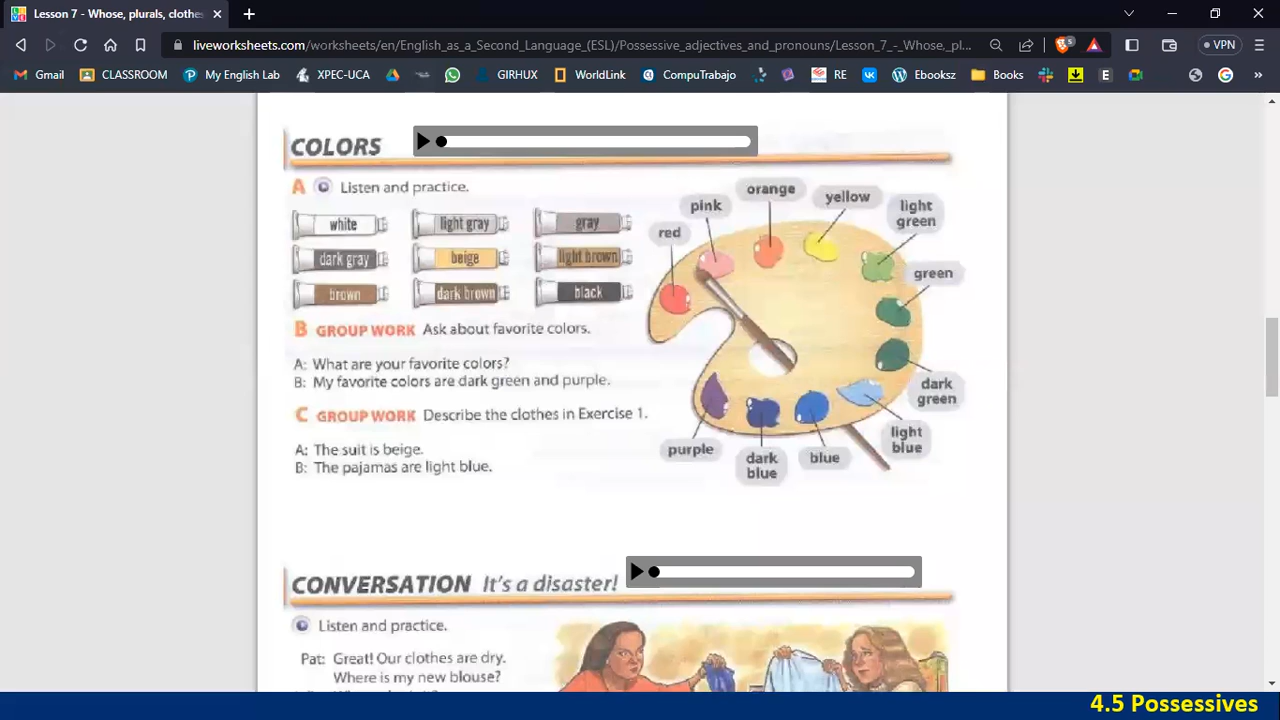 Lesson 7 - Whose, plurals, clothes
liveworksheets.com/worksheets/en/English_as_a_Second_Language_(ESL)/Possessive_adjectives_and_pronouns/Lesson_7_-_Whose,_pl...
5
VPN
Gmail
CLASSROOM
My English Lab
XPEC-UCA
GIRHUX
WorldLink
CompuTrabajo
RE
WordPress
Ebooksz
Books
E
»
COLORS
A Listen and practice.
white
light gray
gray
dark gray
beige
light brown
brown
dark brown
black
red
pink
orange
yellow
light
green
green
dark
green
light
blue
blue
dark
blue
purple
B GROUP WORK Ask about favorite colors.
A: What are your favorite colors?
B: My favorite colors are dark green and purple.
C GROUP WORK Describe the clothes in Exercise 1.
A: The suit is beige.
B: The pajamas are light blue.
CONVERSATION It's a disaster!
Listen and practice.
Pat: Great! Our clothes are dry.
Where is my new blouse?
4.5 Possessives